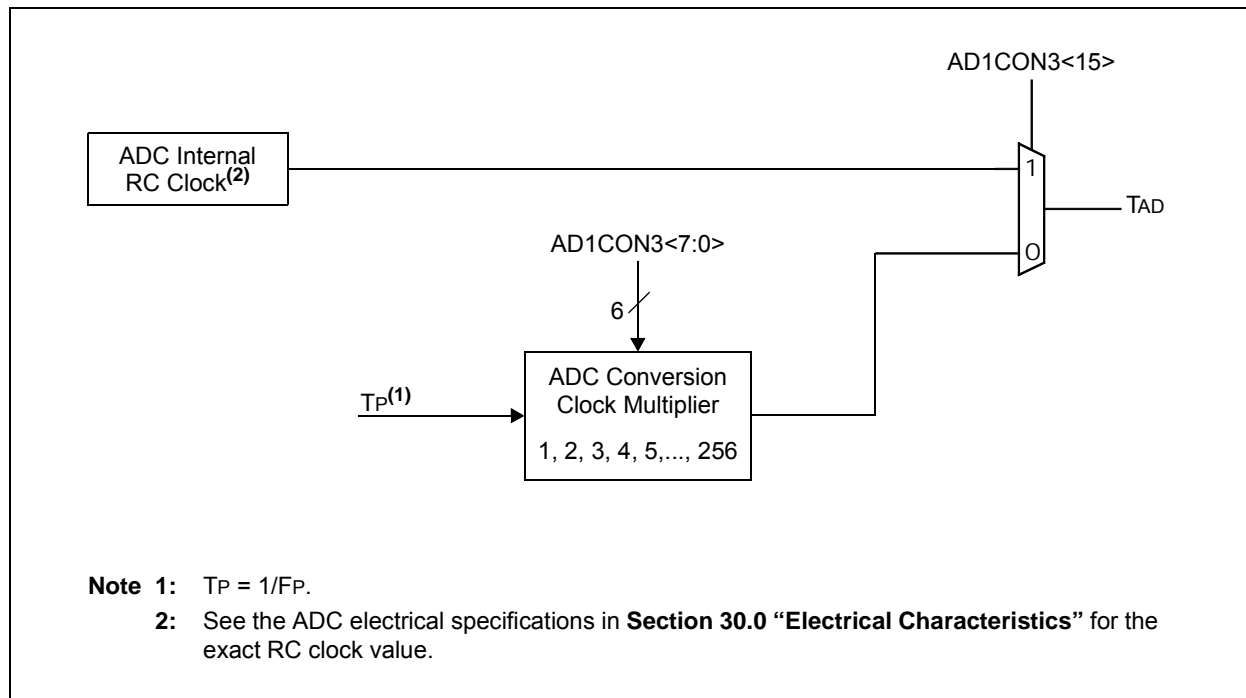 AD1CON3<15>
ADC Internal
RC Clock(2)
1
TAD
AD1CON3<7:0>
0
6
ADC Conversion
Clock Multiplier
TP(1)
1, 2, 3, 4, 5,..., 256
Note 1: TP = 1/FP.
2: See the ADC electrical specifications in Section 30.0 “Electrical Characteristics” for the
exact RC clock value.